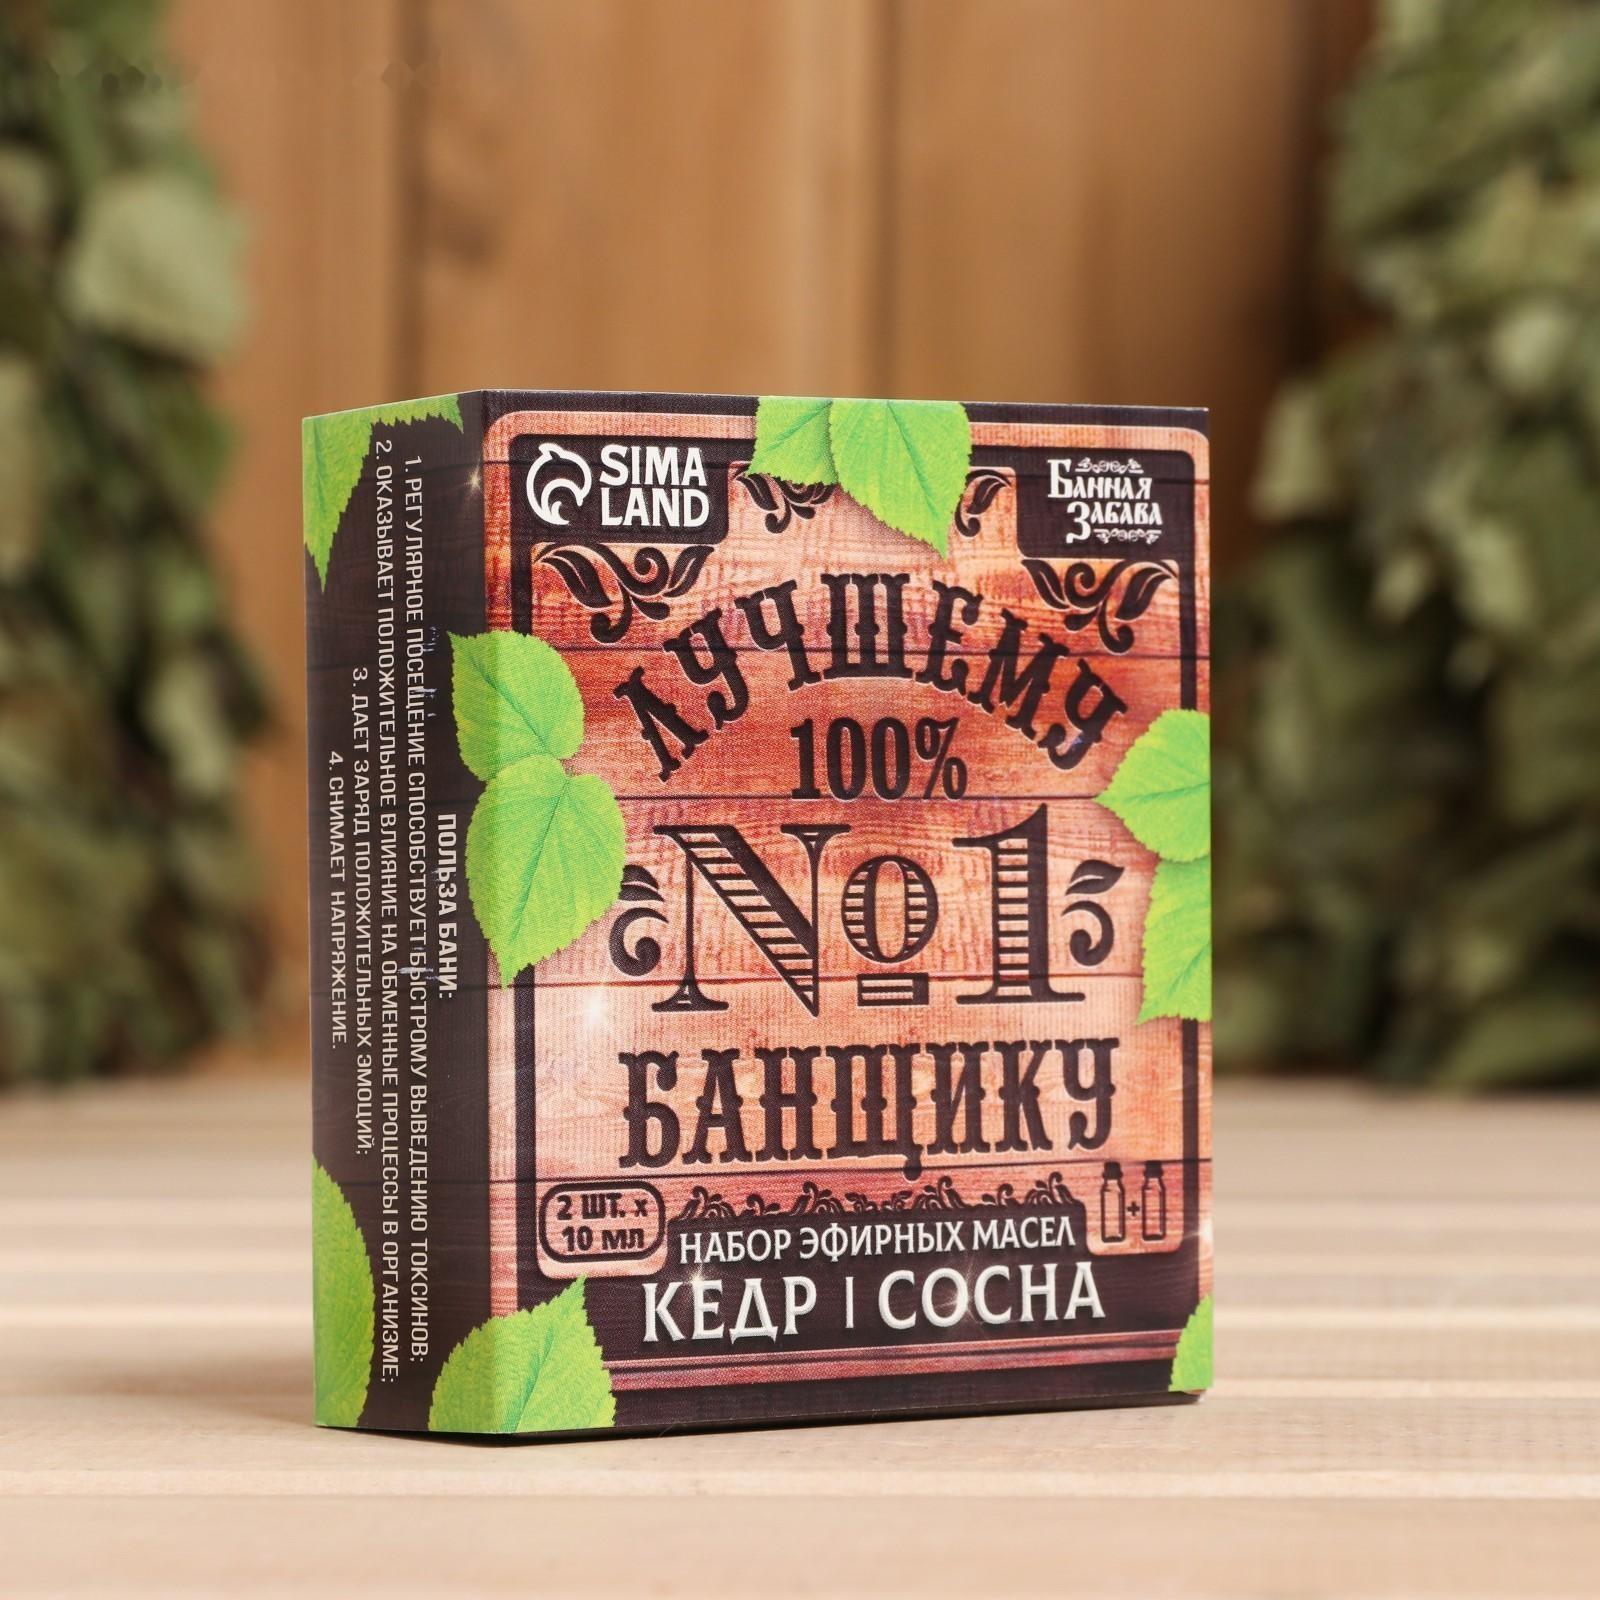 SIMA
LAND
Банная
Забава
ЛУЧШЕМУ
100%
№1
БАНЩИКУ
2 ШТ. х
10 МЛ
+
НАБОР ЭФИРНЫХ МАСЕЛ
КЕДР | СОСНА
ПОЛЬЗА БАНИ:
1. РЕГУЛЯРНОЕ ПОСЕЩЕНИЕ СПОСОБСТВУЕТ БЫСТРОМУ ВЫВЕДЕНИЮ ТОКСИНОВ;
2. ОКАЗЫВАЕТ ПОЛОЖИТЕЛЬНОЕ ВЛИЯНИЕ НА ОБМЕННЫЕ ПРОЦЕССЫ В ОРГАНИЗМЕ;
3. ДАЕТ ЗАРЯД ПОЛОЖИТЕЛЬНЫХ ЭМОЦИЙ;
4. СНИМАЕТ НАПРЯЖЕНИЕ.